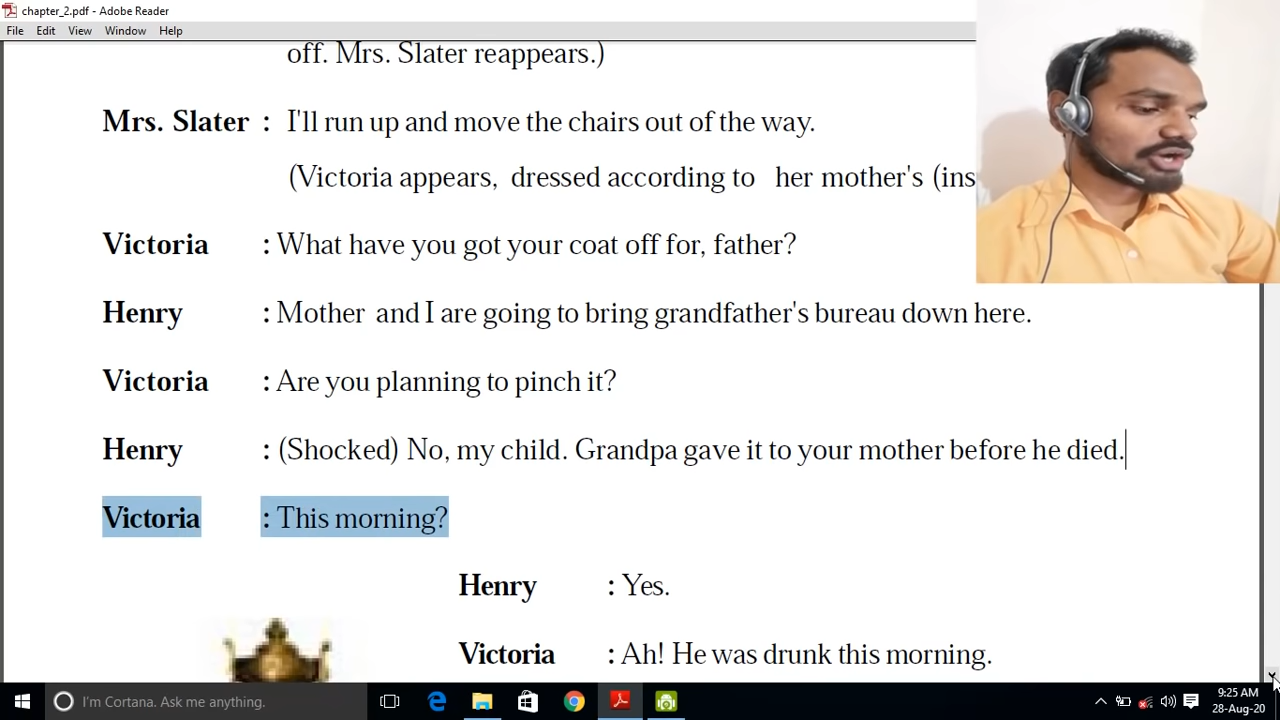 chapter_2.pdf - Adobe Reader
File Edit View Window Help
off. Mrs. Slater reappears.)
Mrs. Slater : I'll run up and move the chairs out of the way.
(Victoria appears, dressed according to her mother's (ins
Victoria : What have you got your coat off for, father?
Henry : Mother and I are going to bring grandfather's bureau down here.
Victoria : Are you planning to pinch it?
Henry : (Shocked) No, my child. Grandpa gave it to your mother before he died.
Victoria : This morning?
Henry : Yes.
Victoria : Ah! He was drunk this morning.
I'm Cortana. Ask me anything.
9:25 AM
28-Aug-20